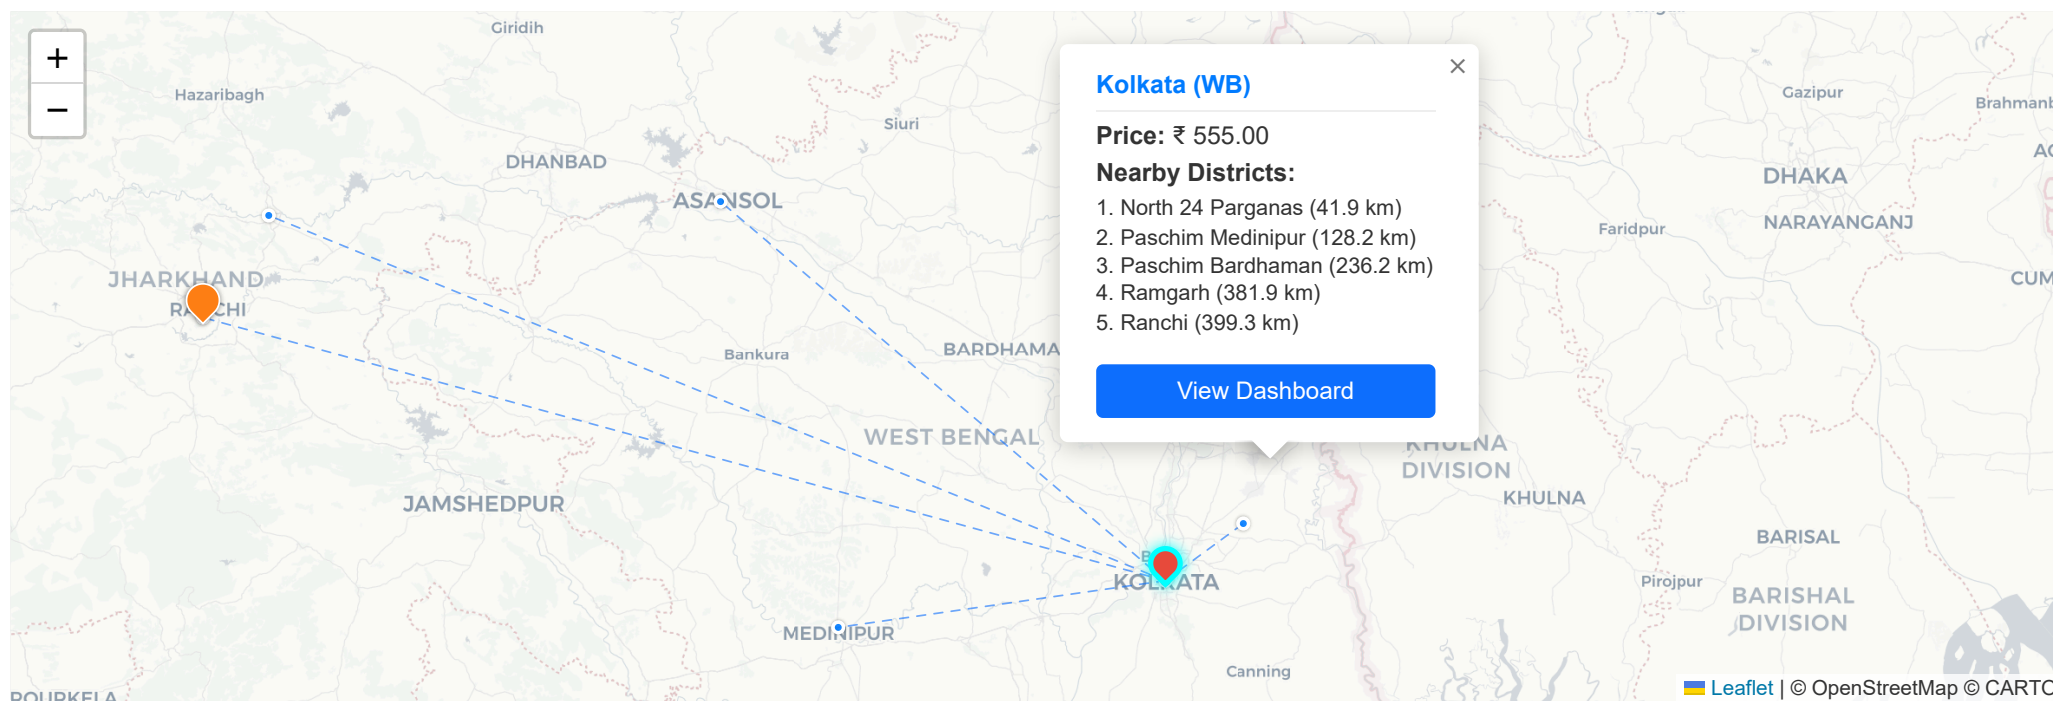 Giridih
+
−
Hazaribagh
Siuri
DHANBAD
ASANSOL
JHARKHAND
Bankura
BARDHAMA
WEST BENGAL
JAMSHEDPUR
KOLKATA
MEDINIPUR
Canning
Kolkata (WB)
×
Price: ₹ 555.00
Nearby Districts:
1. North 24 Parganas (41.9 km)
2. Paschim Medinipur (128.2 km)
3. Paschim Bardhaman (236.2 km)
4. Ramgarh (381.9 km)
5. Ranchi (399.3 km)
View Dashboard
Gazipur
Brahmanb
DHAKA
NARAYANGANJ
Faridpur
CUM
KHULNA
DIVISION
KHULNA
BARISAL
Pirojpur
BARISHAL
DIVISION
Leaflet | © OpenStreetMap © CARTO